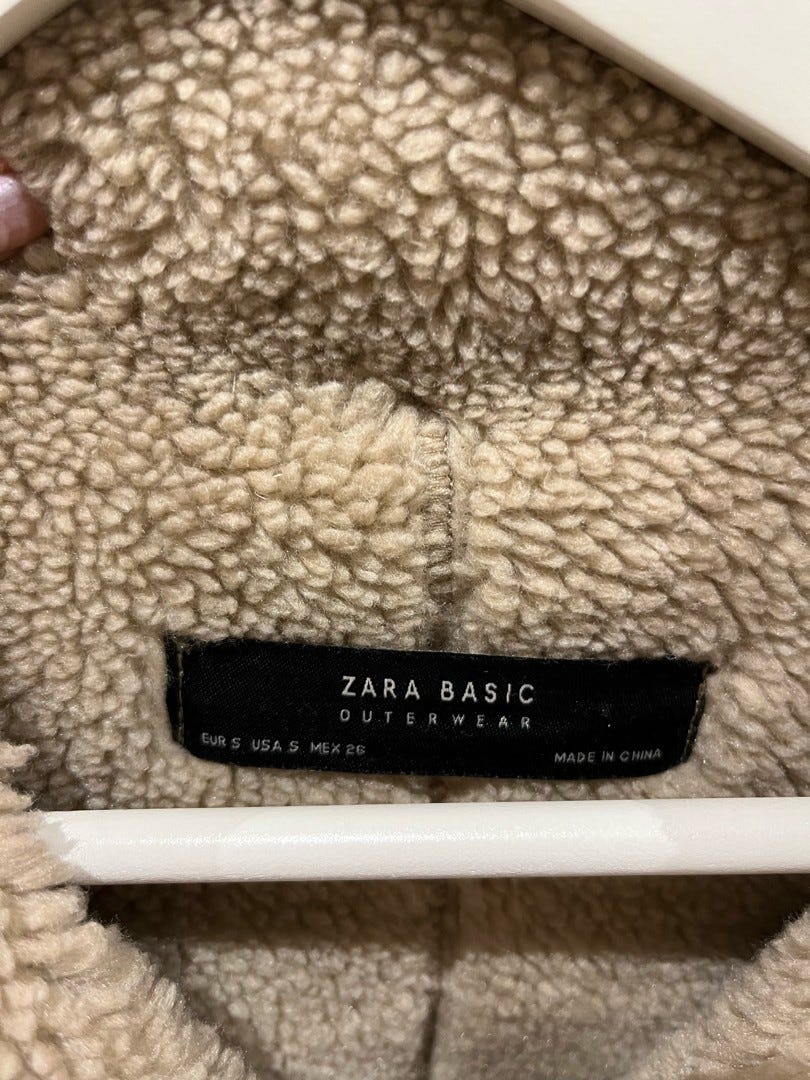 ZARA BASIC
OUTERWEAR
EUR S USA S MEX 26
MADE IN CHINA